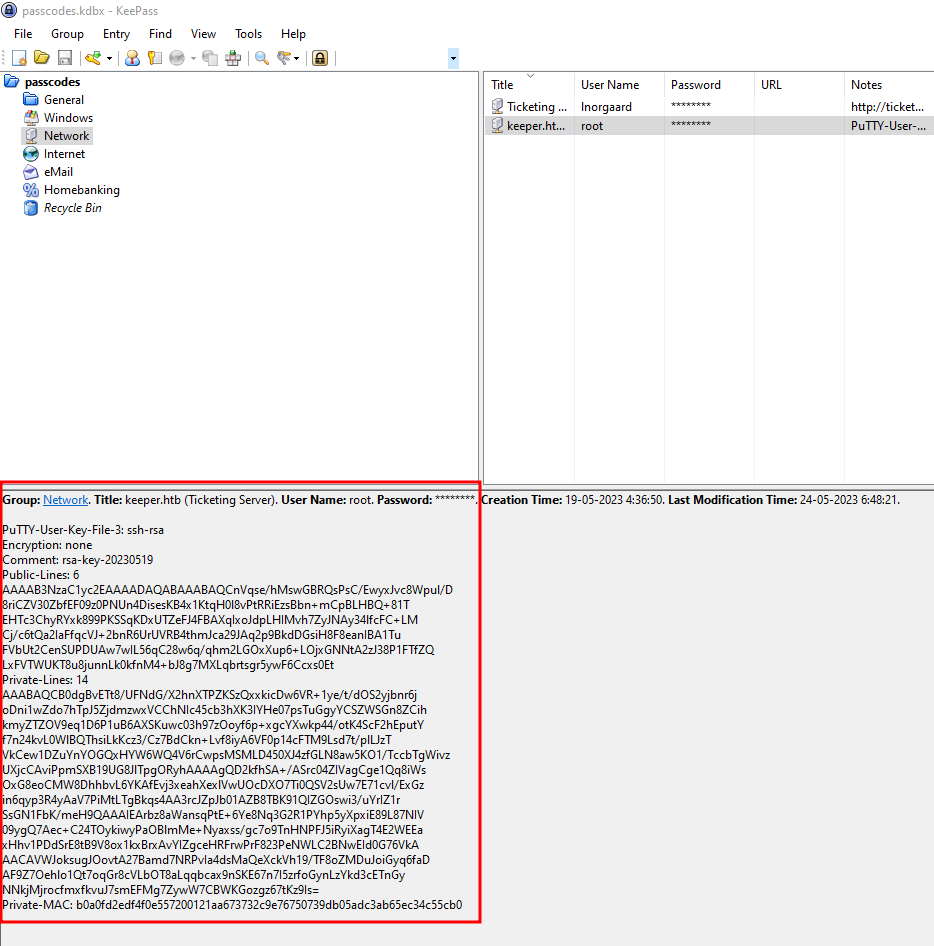 passcodes.kdbx - KeePass
File Group Entry Find View Tools Help
passcodes
General
Windows
Network
Internet
eMail
Homebanking
Recycle Bin
Title User Name Password URL Notes
Ticketing ... lnorgaard ******** http://ticket...
keeper.ht... root ******** PuTTY-User-...
Group: Network. Title: keeper.htb (Ticketing Server). User Name: root. Password: ********. Creation Time: 19-05-2023 4:36:50. Last Modification Time: 24-05-2023 6:48:21.
PuTTY-User-Key-File-3: ssh-rsa
Encryption: none
Comment: rsa-key-20230519
Public-Lines: 6
AAAAB3NzaC1yc2EAAAADAQABAAABAQCnVqse/hMswGBRQsPsC/EwyxJvc8Wpul/D
8riCZV30ZbfEF09z0PNUn4DisesKB4x1KtqH0l8vPtRRiEzsBbn+mCpBLHBQ+81T
EHTc3ChyRYxk899PKSSqKDxUTZeFJ4FBAXqIxoJdpLHIMvh7ZyJNAy34lfcFC+LM
Cj/c6tQa2IaFfqcVJ+2bnR6UrUVRB4thmJca29JAq2p9BkdDGsiH8F8eanIBA1Tu
FVbUt2CenSUPDUAw7wIL56qC28w6q/qhm2LGOxXup6+LOjxGNNtA2zJ38P1FTfZQ
LxFVTWUKT8u8junnLk0kfnM4+bJ8g7MXLqbrtsgr5ywF6Ccxs0Et
Private-Lines: 14
AAABAQCB0dgBvETt8/UFNdG/X2hnXTPZKSzQxxkicDw6VR+1ye/t/dOS2yjbnr6j
oDni1wZdo7hTpJ5ZjdmzwxVCChNIc45cb3hXK3IYHe07psTuGgyYCSZWSGn8ZCih
kmyZTZOV9eq1D6P1uB6AXSKuwc03h97zOoyf6p+xgcYXwkp44/otK4ScF2hEputY
f7n24kvL0WlBQThsiLkKcz3/Cz7BdCkn+Lvf8iyA6VF0p14cFTM9Lsd7t/plLJzT
VkCew1DZuYnYOGQxHYW6WQ4V6rCwpsMSMLD450XJ4zfGLN8aw5KO1/TccbTgWivz
UXjcCAviPpmSXB19UG8JlTpgORyhAAAAgQD2kfhSA+/ASrc04ZIVagCge1Qq8iWs
OxG8eoCMW8DhhbvL6YKAfEvj3xeahXexlVwUOcDXO7Ti0QSV2sUw7E71cvl/ExGz
in6qyp3R4yAaV7PiMtLTgBkqs4AA3rcJZpJb01AZB8TBK91QIZGOswi3/uYrIZ1r
SsGN1FbK/meH9QAAAIEArbz8aWansqPtE+6Ye8Nq3G2R1PYhp5yXpxiE89L87NIV
09ygQ7Aec+C24TOykiwyPaOBlmMe+Nyaxss/gc7o9TnHNPFJ5iRyiXagT4E2WEEa
xHhv1PDdSrE8tB9V8ox1kxBrxAvYIZgceHRFrwPrF823PeNWLC2BNwEId0G76VkA
AACAVWJoksugJOovtA27Bamd7NRPvIa4dsMaQeXckVh19/TF8oZMDuJoiGyq6faD
AF9Z7Oehlo1Qt7oqGr8cVLbOT8aLqqbcax9nSKE67n7I5zrfoGynLzYkd3cETnGy
NNkjMjrocfmxfkvuJ7smEFMg7ZywW7CBWKGozgz67tKz9Is=
Private-MAC: b0a0fd2edf4f0e557200121aa673732c9e76750739db05adc3ab65ec34c55cb0